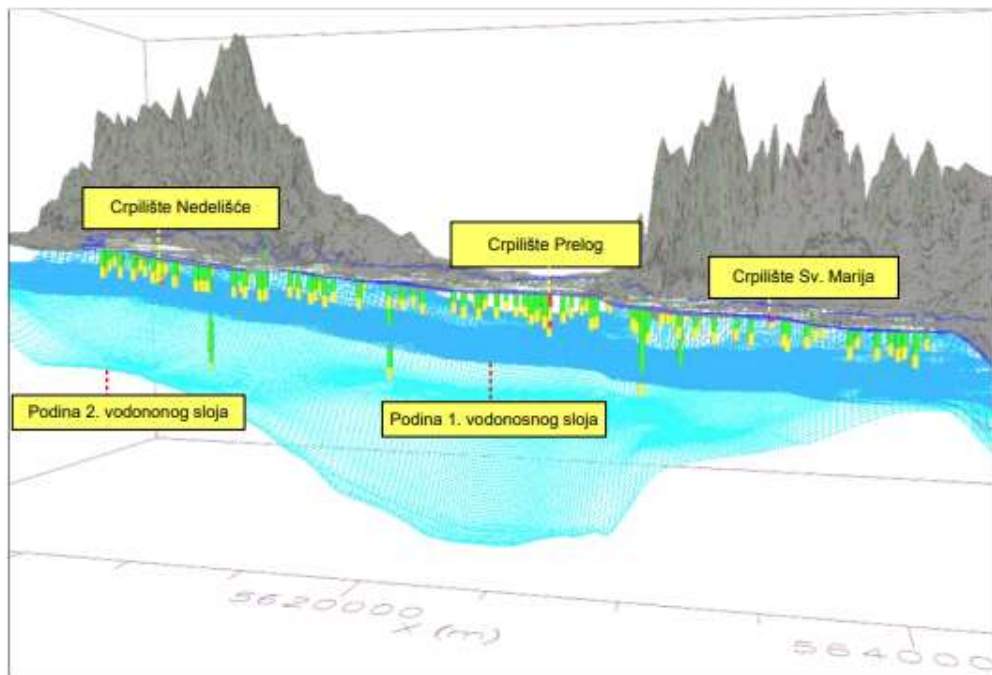 Crpilište Nedelišće
Crpilište Prelog
Crpilište Sv. Marija
Podina 2. vodononog sloja
Podina 1. vodonosnog sloja
5620000
X (m)
564000